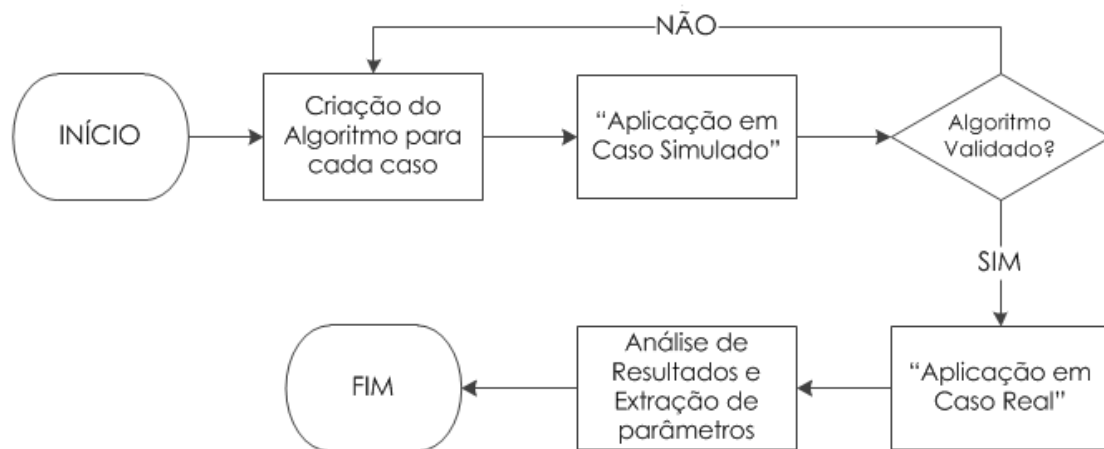 NÃO
INÍCIO
Criação do
Algoritmo para
cada caso
“Aplicação em
Caso Simulado”
Algoritmo
Validado?
SIM
“Aplicação em
Caso Real”
Análise de
Resultados e
Extração de
parâmetros
FIM